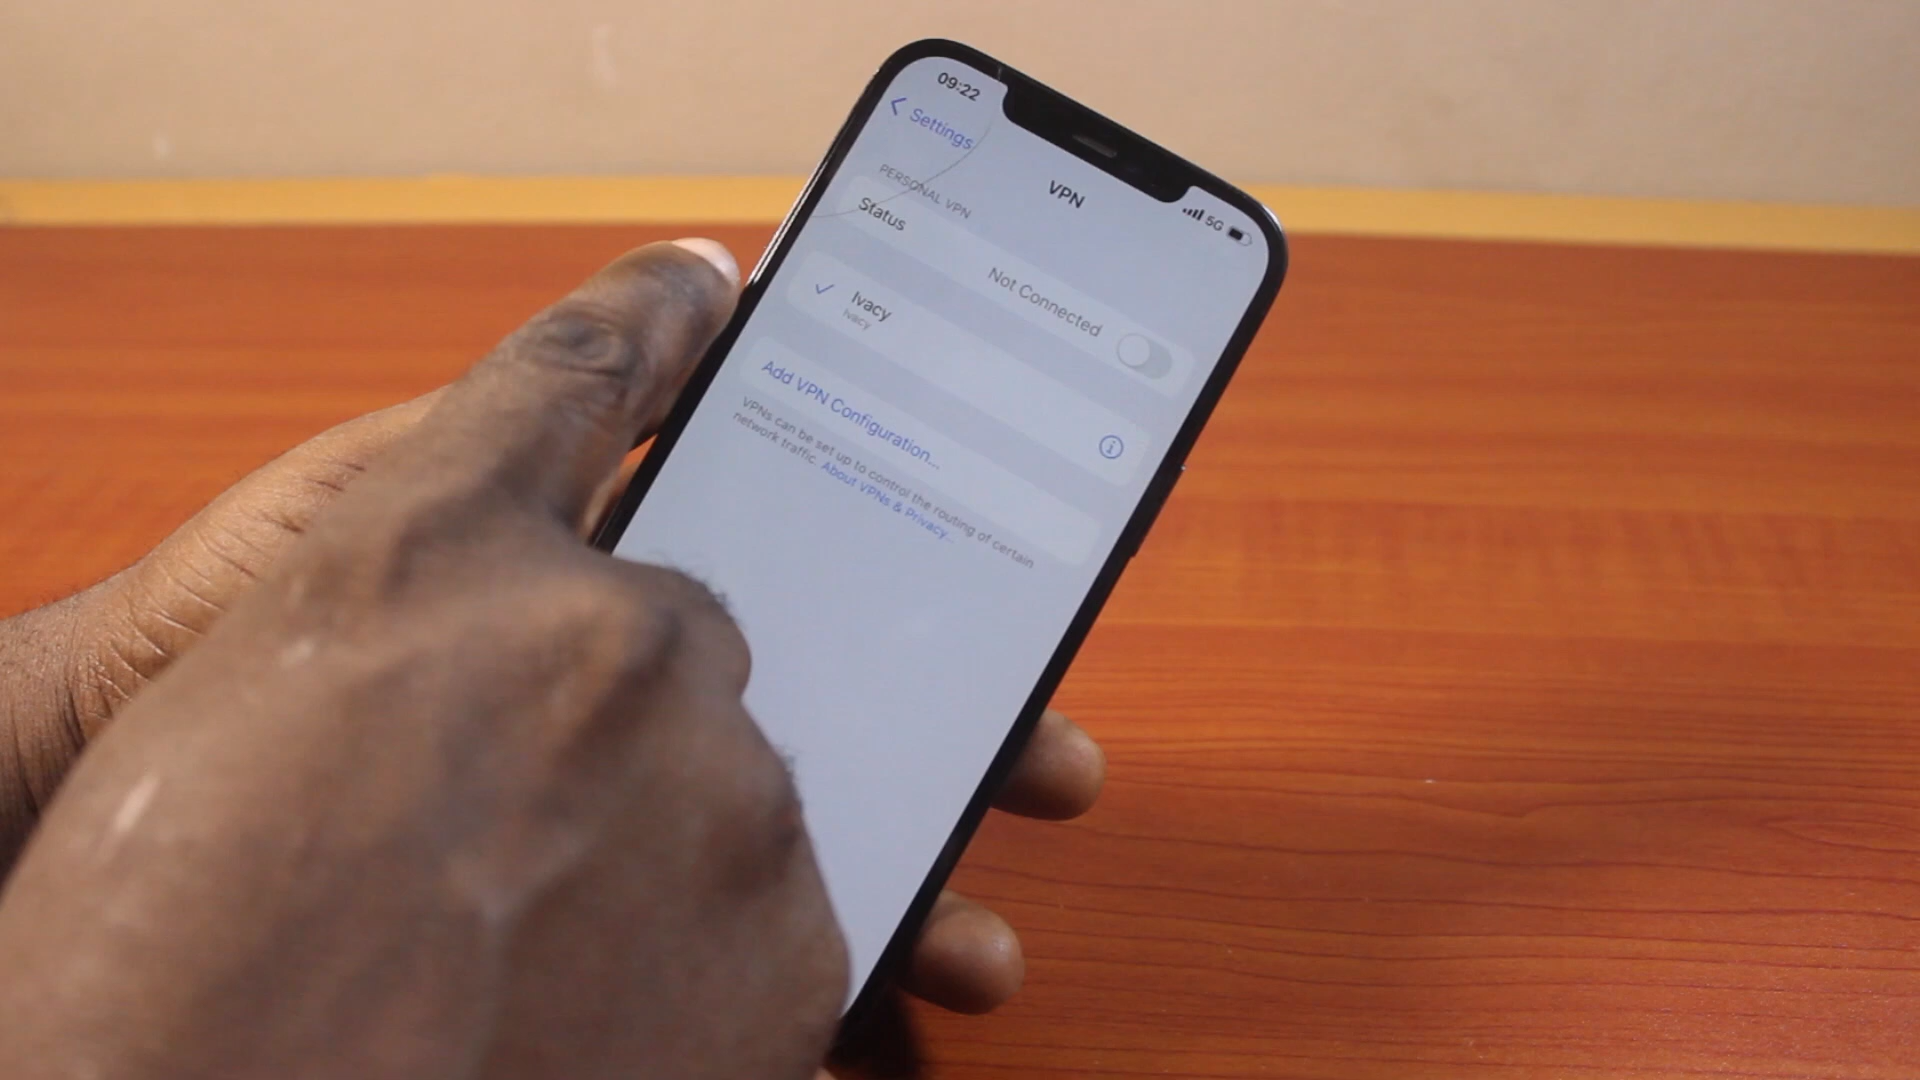 09:22
5G
Settings
VPN
PERSONAL VPN
Status
Not Connected
Ivacy
Ivacy
Add VPN Configuration...
VPNs can be set up to control the routing of certain
network traffic. About VPNs & Privacy...